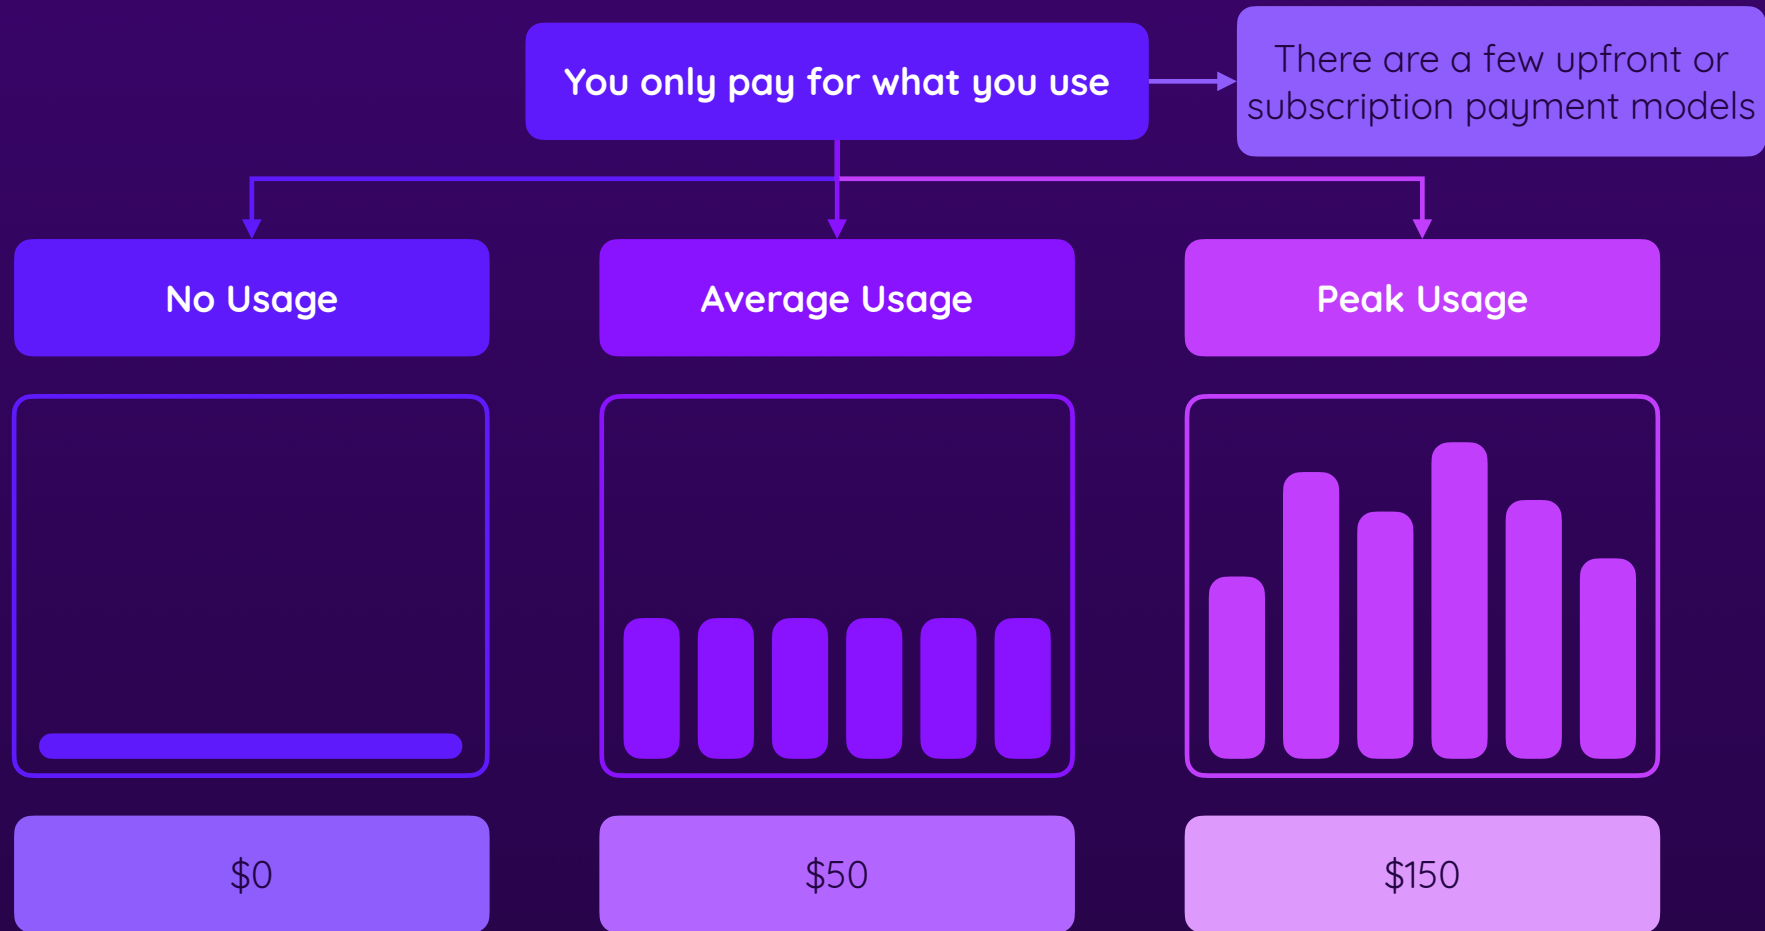 You only pay for what you use
There are a few upfront or
subscription payment models
No Usage
Average Usage
Peak Usage
$0
$50
$150